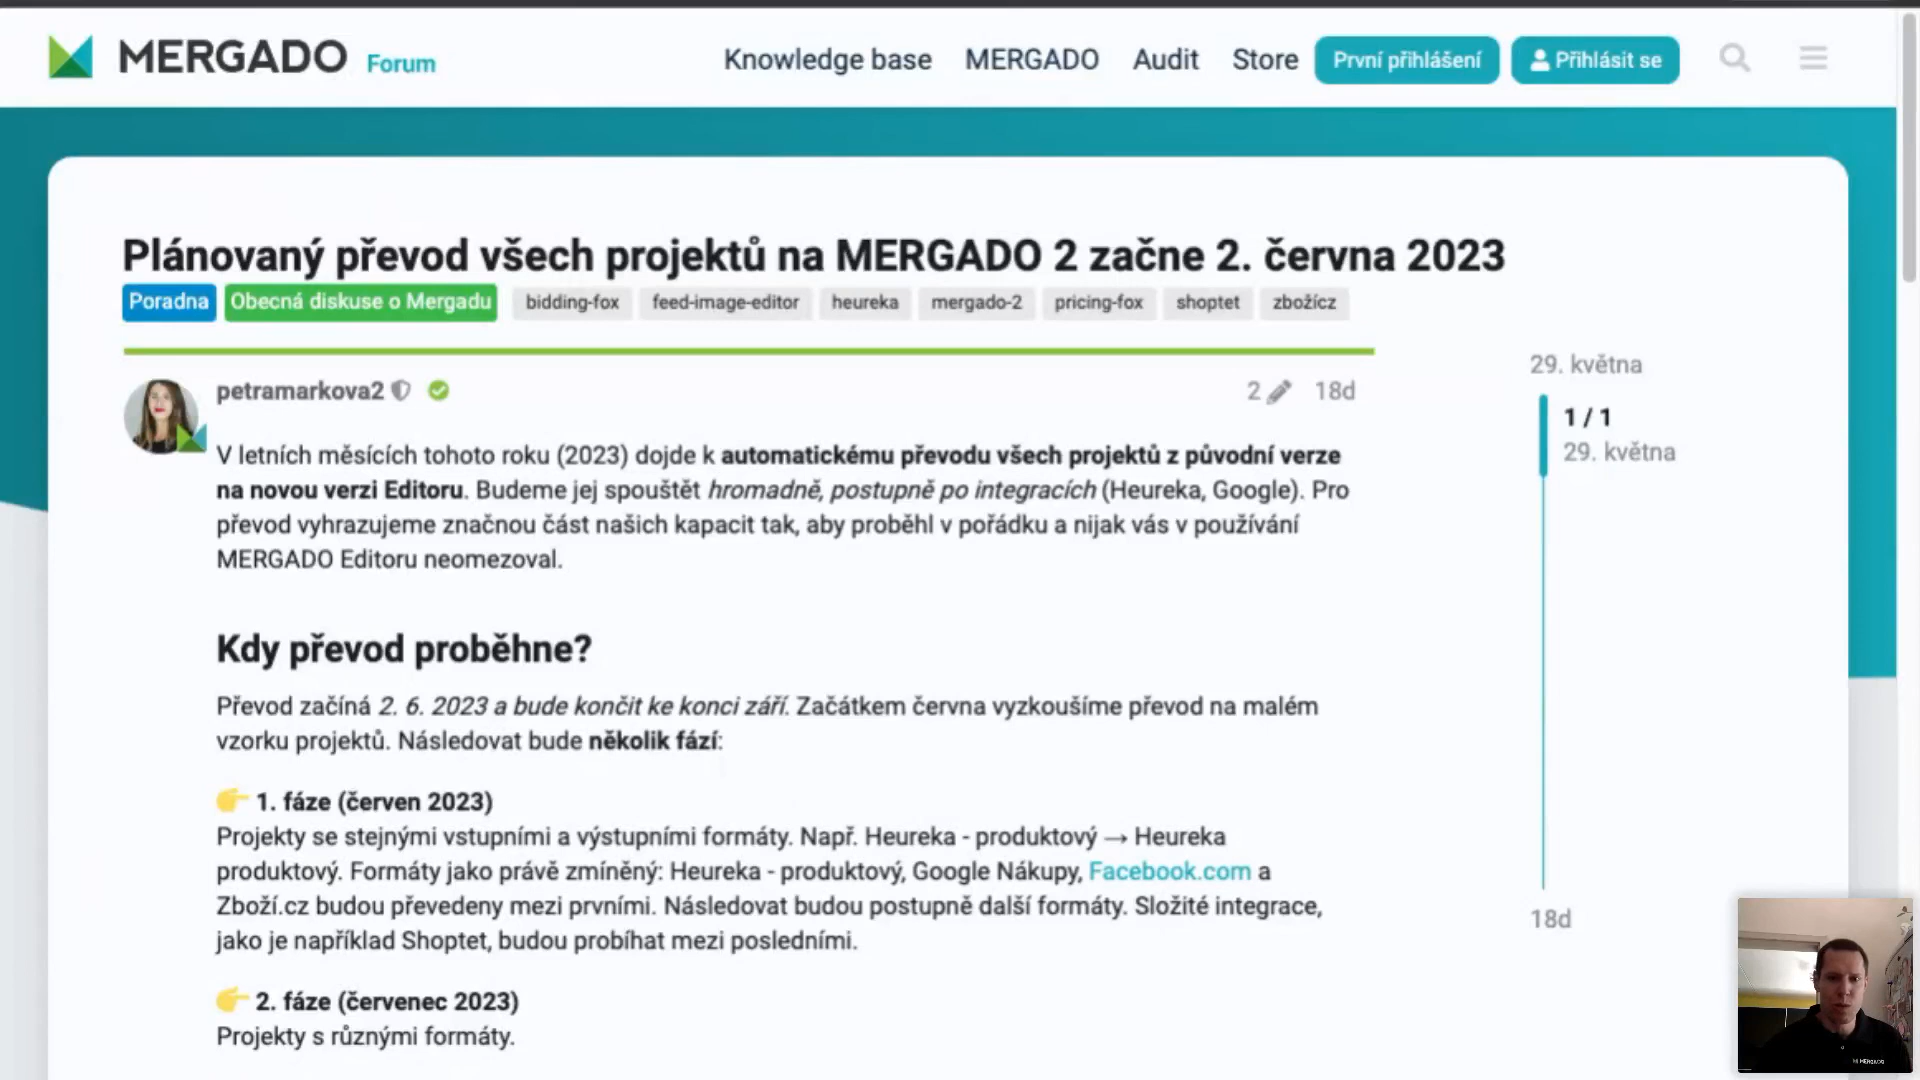 MERGADO Forum
Knowledge base MERGADO Audit Store První přihlášení Přihlásit se
Plánovaný převod všech projektů na MERGADO 2 začne 2. června 2023
Poradna Obecná diskuse o Mergadu bidding-fox feed-image-editor heureka mergado-2 pricing-fox shoptet zbožícz
petramarkova2 2 18d
V letních měsících tohoto roku (2023) dojde k automatickému převodu všech projektů z původní verze
na novou verzi Editoru. Budeme jej spouštět hromadně, postupně po integracích (Heureka, Google). Pro
převod vyhrazujeme značnou část našich kapacit tak, aby proběhl v pořádku a nijak vás v používání
MERGADO Editoru neomezoval.
Kdy převod proběhne?
Převod začíná 2. 6. 2023 a bude končit ke konci září. Začátkem června vyzkoušíme převod na malém
vzorku projektů. Následovat bude několik fází:
👉 1. fáze (červen 2023)
Projekty se stejnými vstupními a výstupními formáty. Např. Heureka - produktový → Heureka
produktový. Formáty jako právě zmíněný: Heureka - produktový, Google Nákupy, Facebook.com a
Zboží.cz budou převedeny mezi prvními. Následovat budou postupně další formáty. Složité integrace,
jako je například Shoptet, budou probíhat mezi posledními.
👉 2. fáze (červenec 2023)
Projekty s různými formáty.
29. května
1 / 1
29. května
18d
HI MERGADO